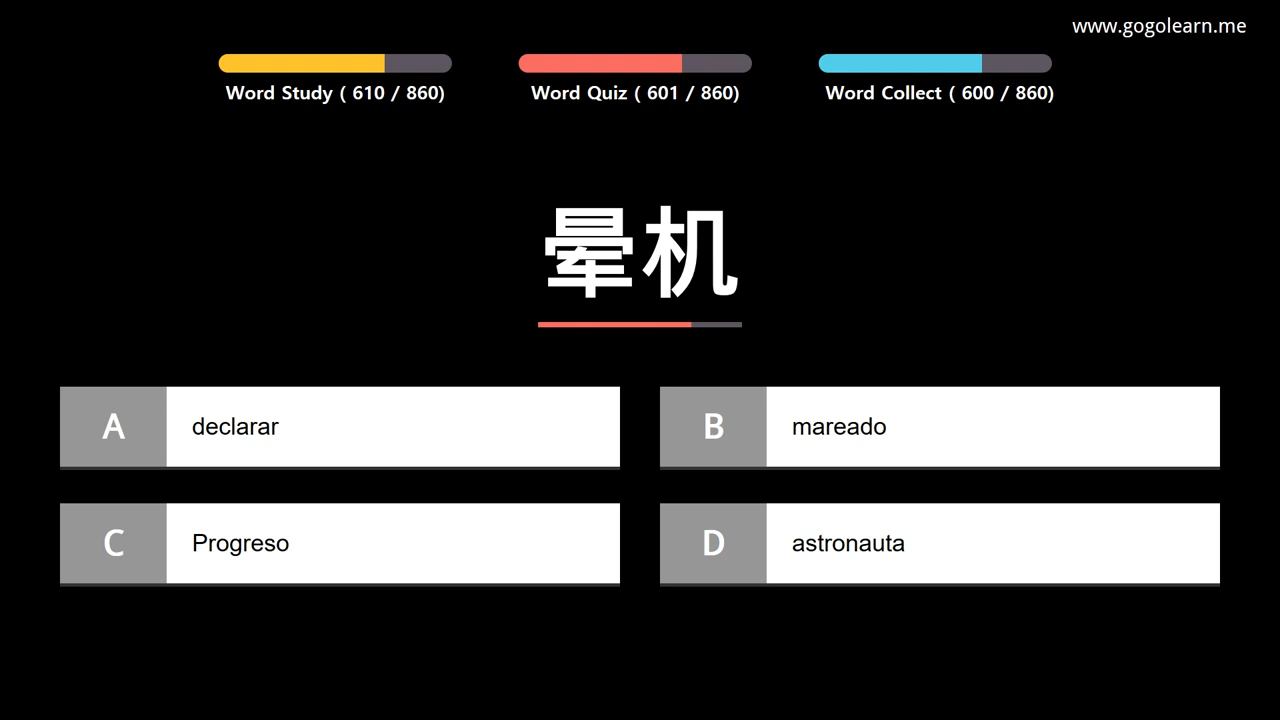 www.gogolearn.me
Word Study ( 610 / 860)
Word Quiz ( 601 / 860)
Word Collect ( 600 / 860)
晕机
A declarar
B mareado
C Progreso
D astronauta